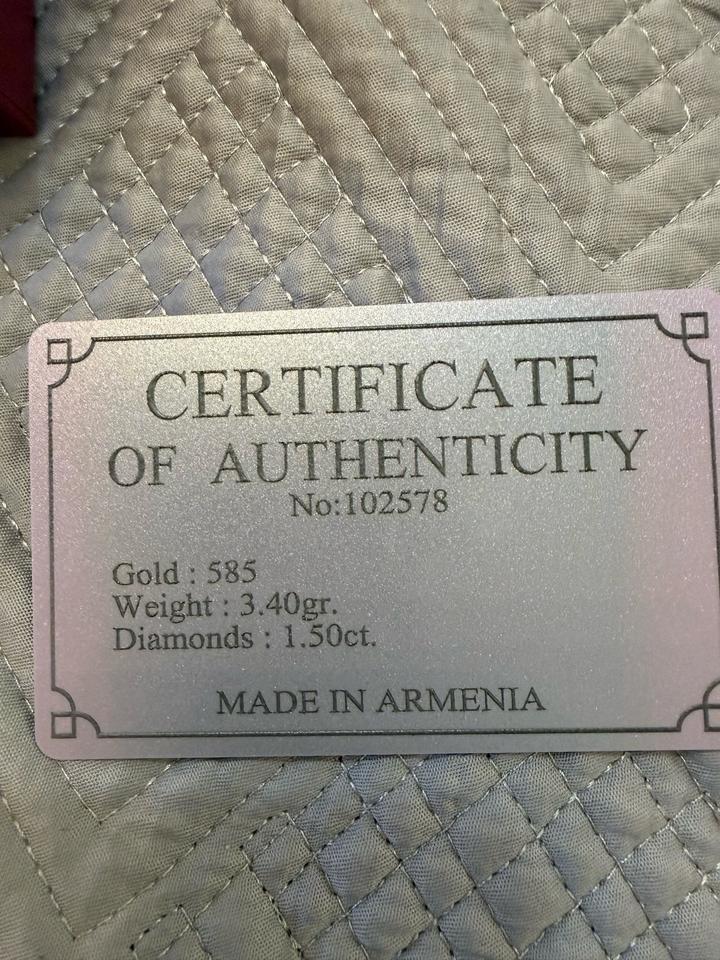 CERTIFICATE
OF AUTHENTICITY
No:102578
Gold : 585
Weight : 3.40gr.
Diamonds : 1.50ct.
MADE IN ARMENIA